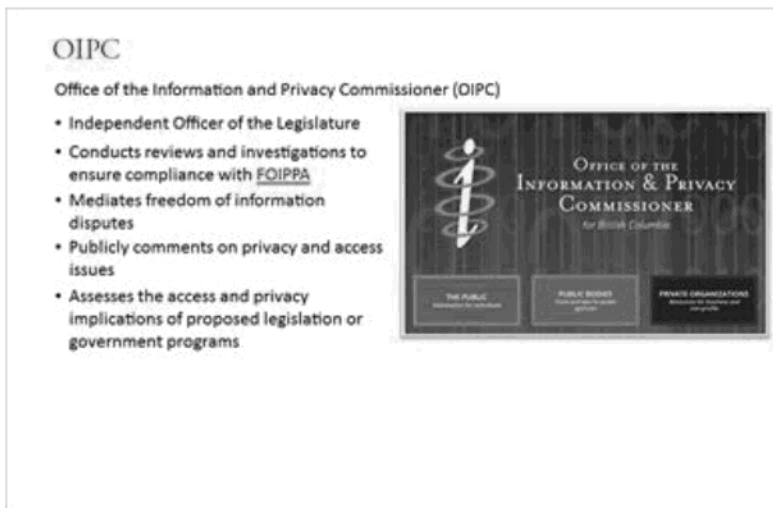 OIPC
Office of the Information and Privacy Commissioner (OIPC)
• Independent Officer of the Legislature
• Conducts reviews and investigations to
ensure compliance with FOIPPA
• Mediates freedom of information
disputes
• Publicly comments on privacy and access
issues
• Assesses the access and privacy
implications of proposed legislation or
government programs
OFFICE OF THE
INFORMATION & PRIVACY
COMMISSIONER
for British Columbia
THE PUBLIC
PUBLIC BODIES
PRIVATE ORGANIZATIONS